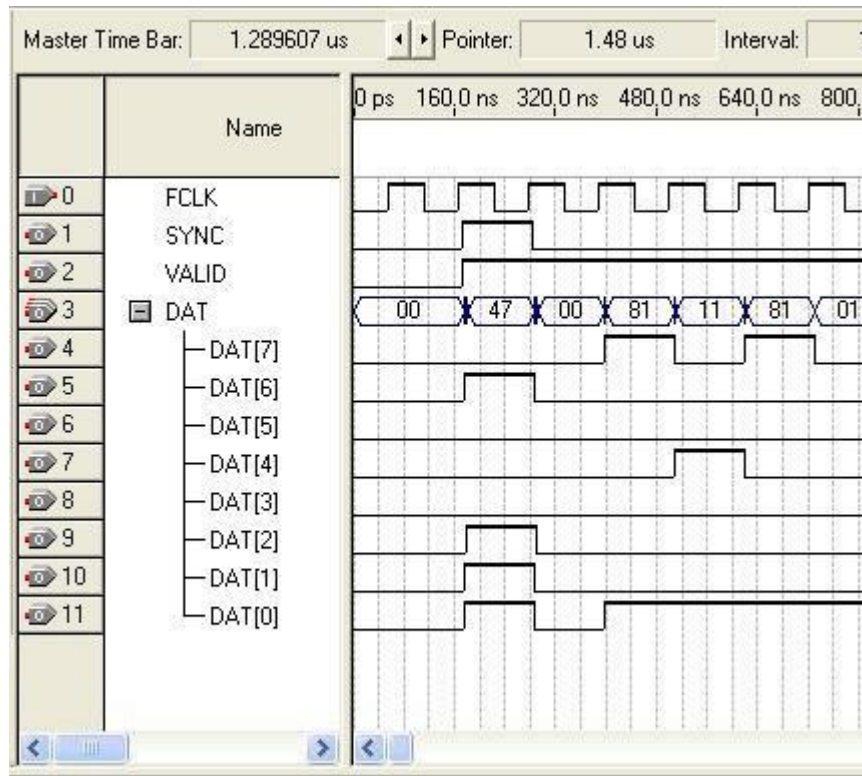 Master Time Bar: 1.289607 us Pointer: 1.48 us Interval:
Name
0 ps 160.0 ns 320.0 ns 480.0 ns 640.0 ns 800.
0 FCLK
1 SYNC
2 VALID
3 DAT 00 47 00 81 11 81 01
4 DAT[7]
5 DAT[6]
6 DAT[5]
7 DAT[4]
8 DAT[3]
9 DAT[2]
10 DAT[1]
11 DAT[0]